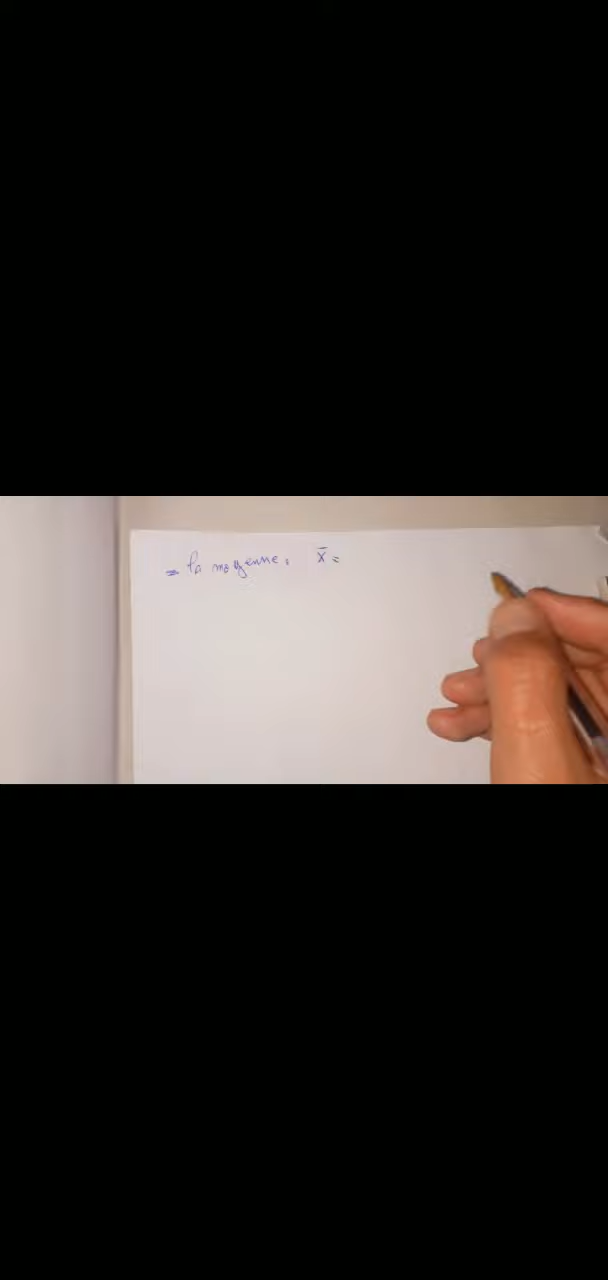 - la moyenne : x̄ =